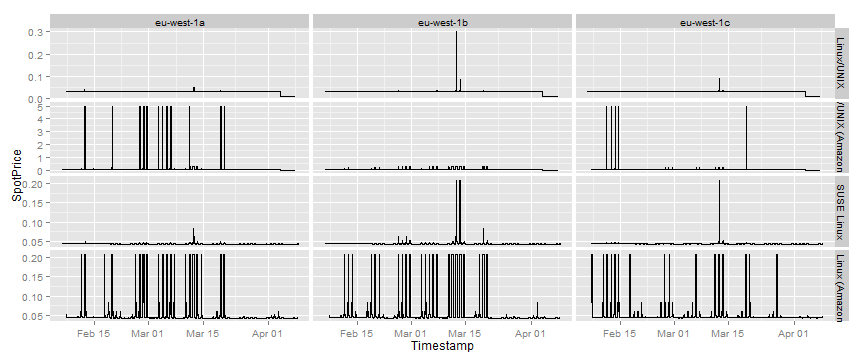 eu-west-1a eu-west-1b eu-west-1c
0.3
0.2
0.1
0.0
Linux/UNIX
5
4
3
2
1
0
/UNIX (Amazon
SpotPrice
0.20
0.15
0.10
0.05
SUSE Linux
0.20
0.15
0.10
0.05
Linux (Amazon
Feb 15 Mar 01 Mar 15 Apr 01 Feb 15 Mar 01 Mar 15 Apr 01 Feb 15 Mar 01 Mar 15 Apr 01
Timestamp